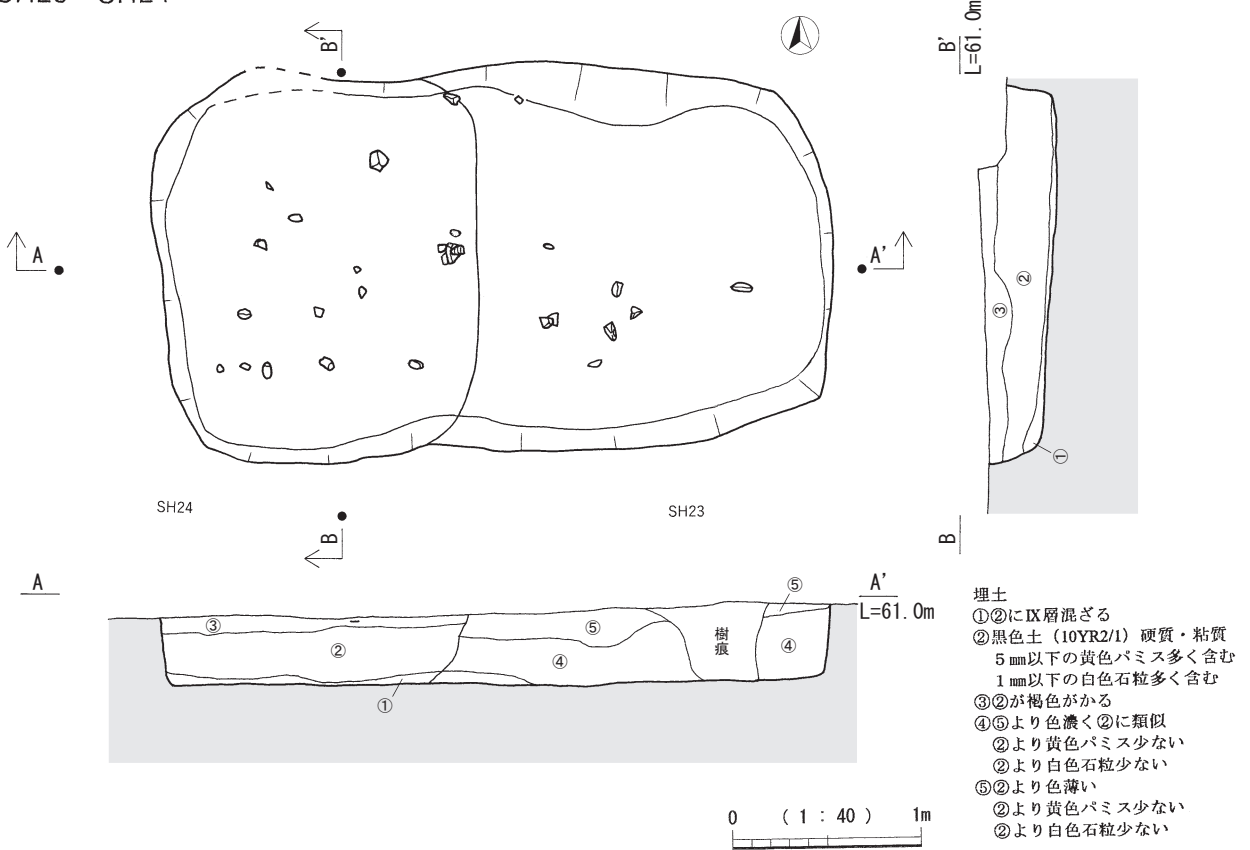 B'
B'
L=61.0m
A
A'
②
③
①
SH24
SH23
B
B
A
A'
L=61.0m
③
②
①
⑤
④
樹痕
⑤
④
埋土
①②にⅨ層混ざる
②黒色土（10YR2/1）硬質・粘質
5㎜以下の黄色パミス多く含む
1㎜以下の白色石粒多く含む
③②が褐色がかる
④⑤より色濃く②に類似
②より黄色パミス少ない
②より白色石粒少ない
⑤②より色薄い
②より黄色パミス少ない
②より白色石粒少ない
0 （1：40） 1m